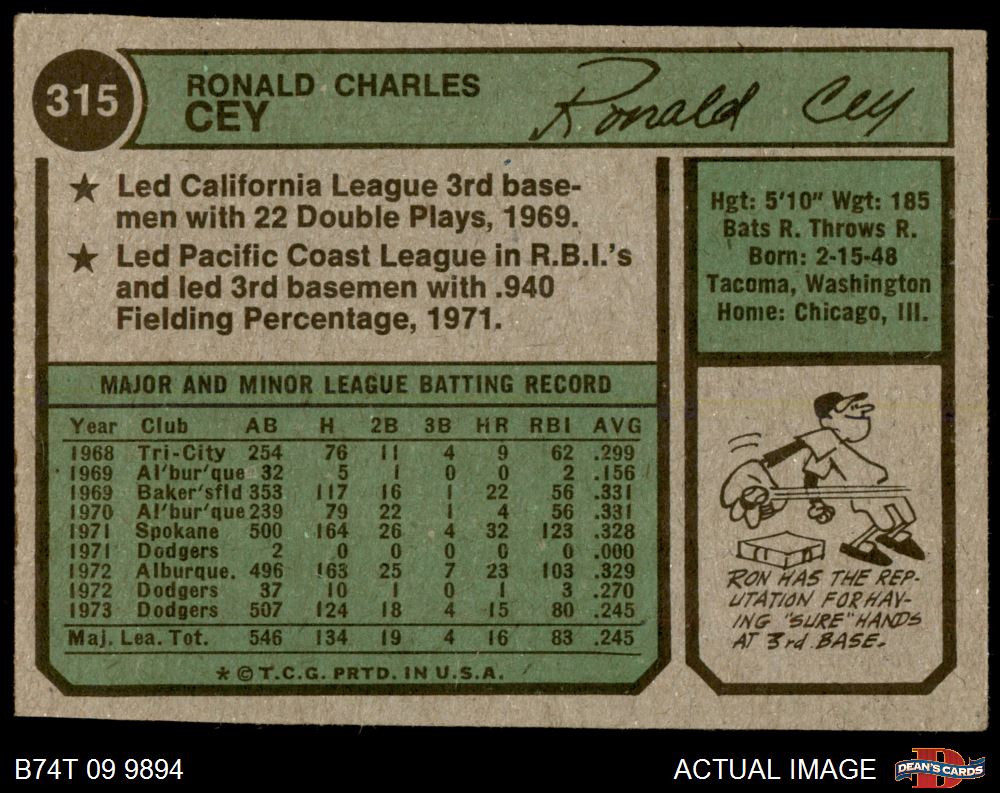 315
RONALD CHARLES
CEY
Ronald Cey
★ Led California League 3rd base-
men with 22 Double Plays, 1969.
★ Led Pacific Coast League in R.B.I.'s
and led 3rd basemen with .940
Fielding Percentage, 1971.
Hgt: 5'10" Wgt: 185
Bats R. Throws R.
Born: 2-15-48
Tacoma, Washington
Home: Chicago, Ill.
MAJOR AND MINOR LEAGUE BATTING RECORD
Year Club AB H 2B 3B HR RBI AVG
1968 Tri-City 254 76 11 4 9 62 .299
1969 Al'bur'que 32 5 1 0 0 2 .156
1969 Baker'sfld 353 117 16 1 22 56 .331
1970 Al'bur'que 239 79 22 1 4 56 .331
1971 Spokane 500 164 26 4 32 123 .328
1971 Dodgers 2 0 0 0 0 0 .000
1972 Alburque. 496 163 25 7 23 103 .329
1972 Dodgers 37 10 1 0 1 3 .270
1973 Dodgers 507 124 18 4 15 80 .245
Maj. Lea. Tot. 546 134 19 4 16 83 .245
* © T.C.G. PRTD. IN U.S.A.
RON HAS THE REP-
UTATION FOR HAV-
ING "SURE" HANDS
AT 3rd BASE.
B74T 09 9894
ACTUAL IMAGE
DEAN'S CARDS